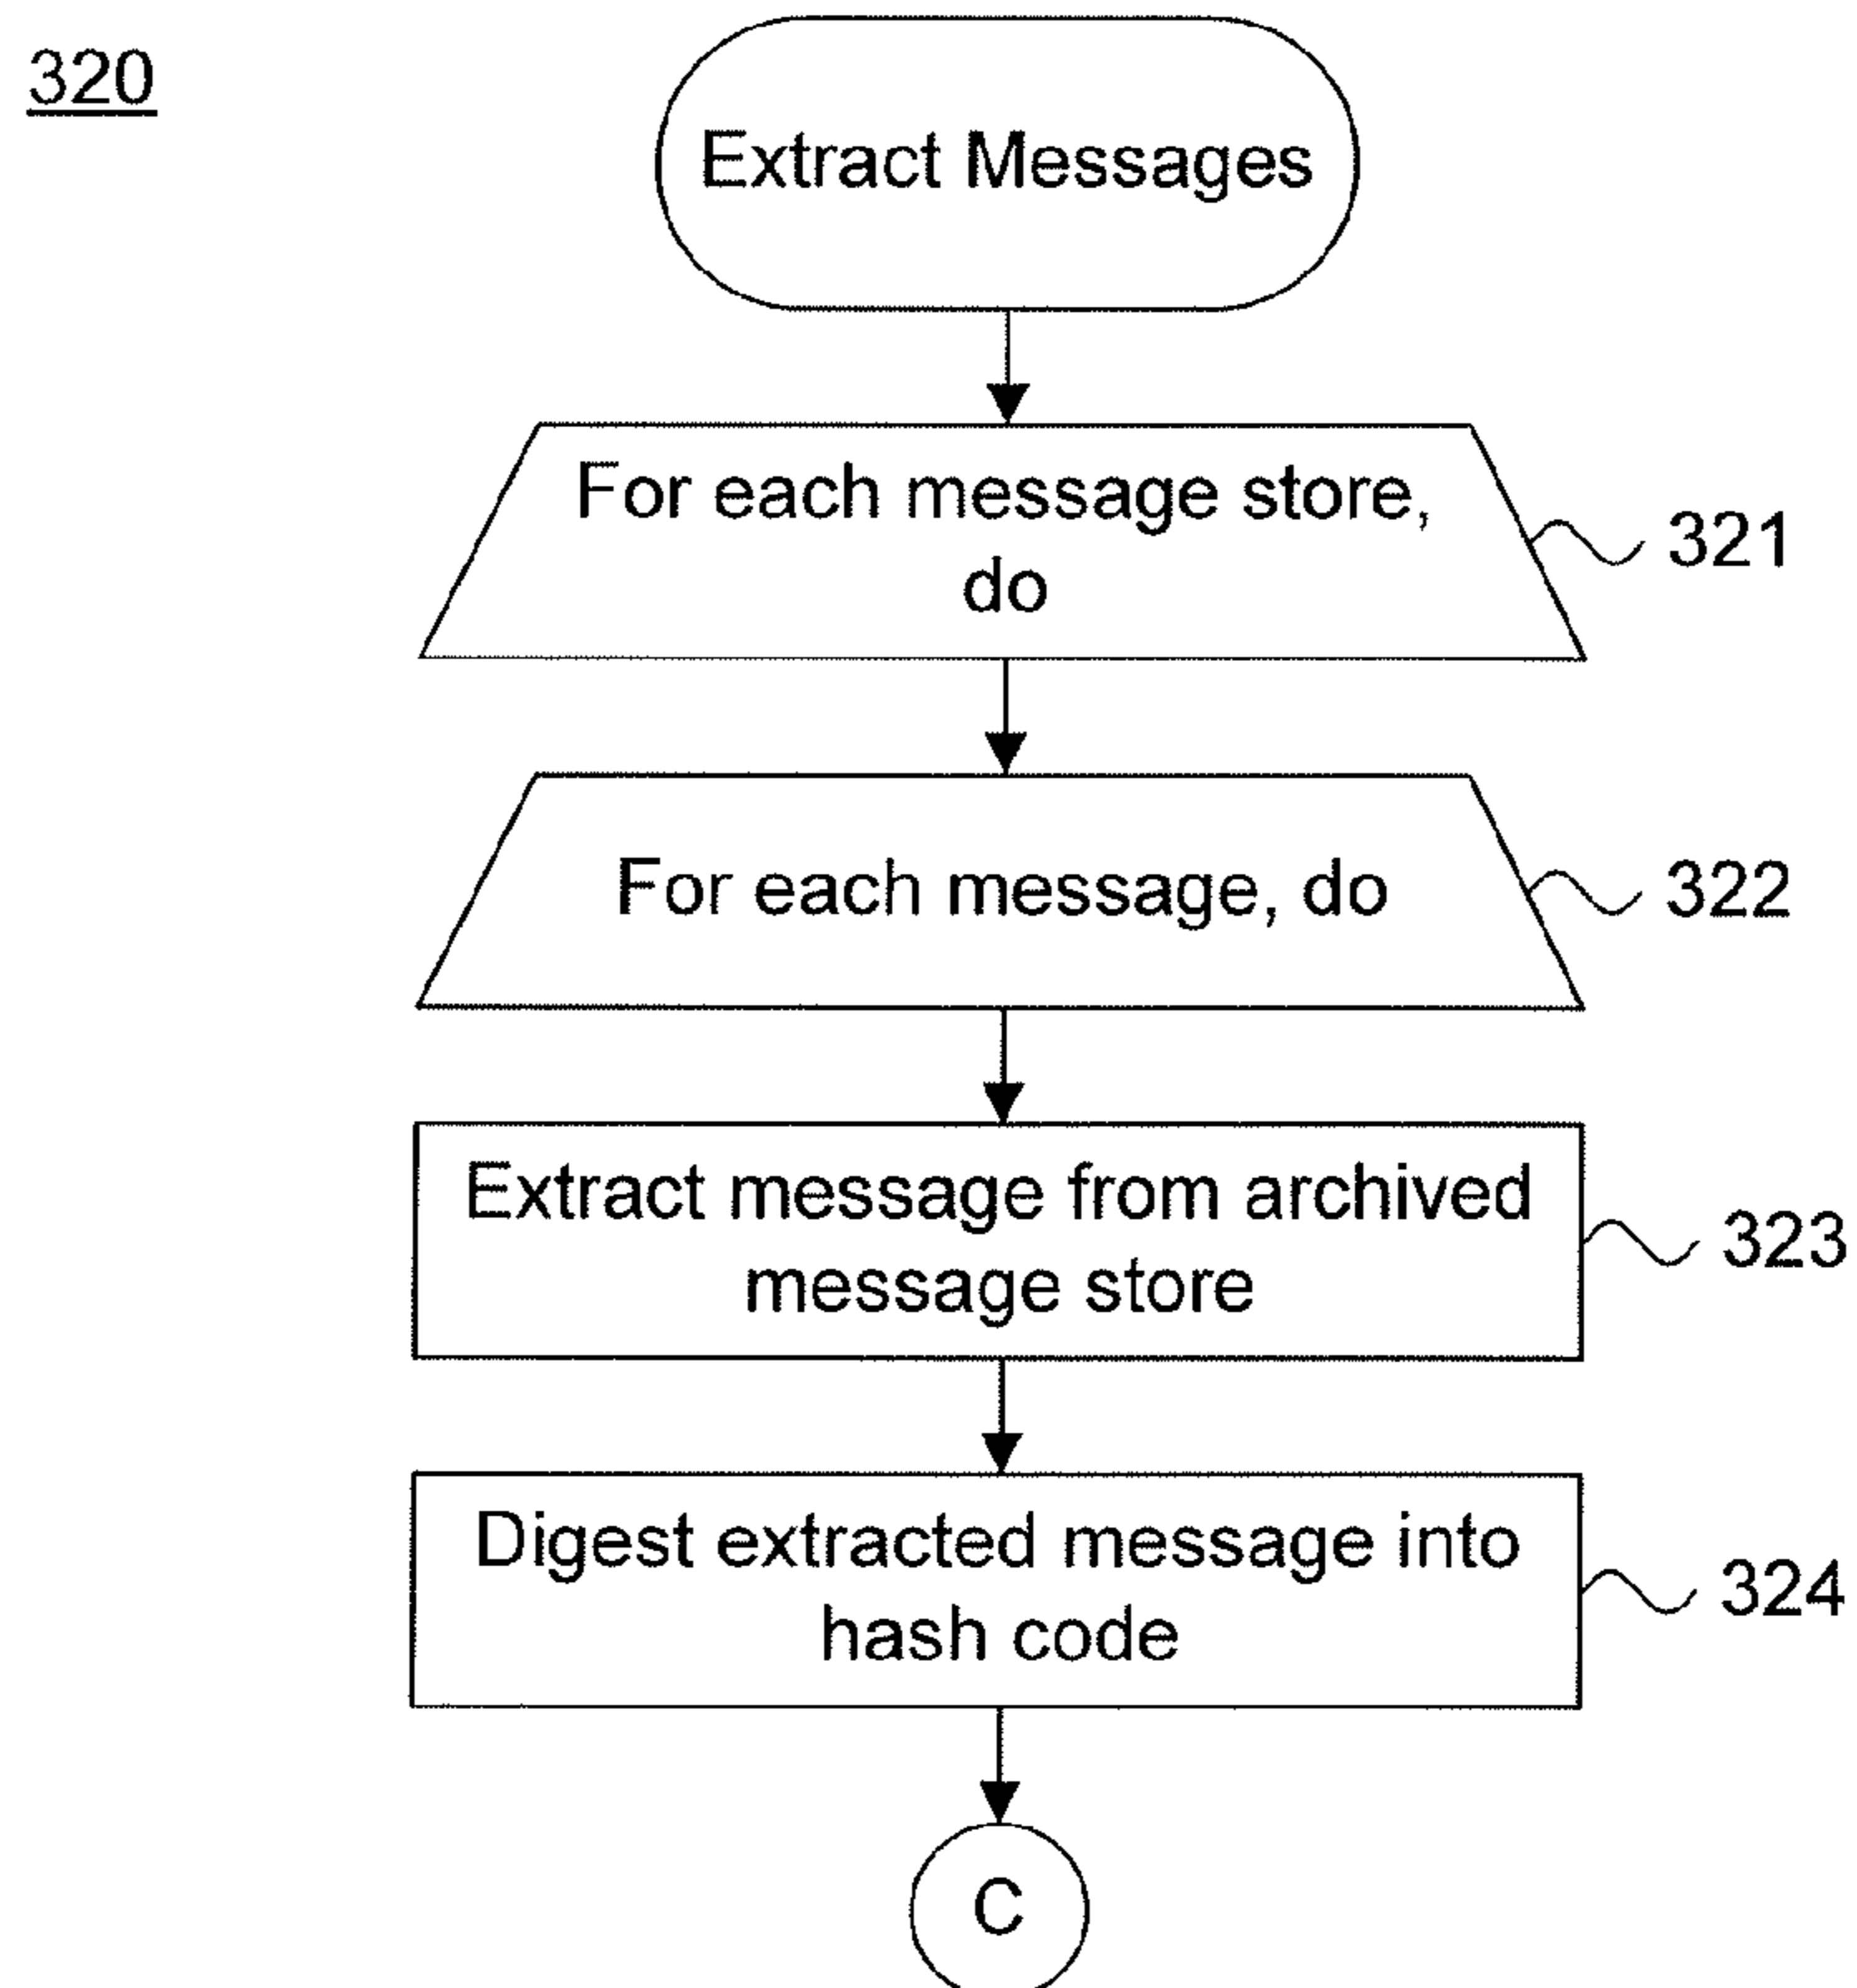 320
Extract Messages
For each message store,
do
321
For each message, do
322
Extract message from archived
message store
323
Digest extracted message into
hash code
324
C